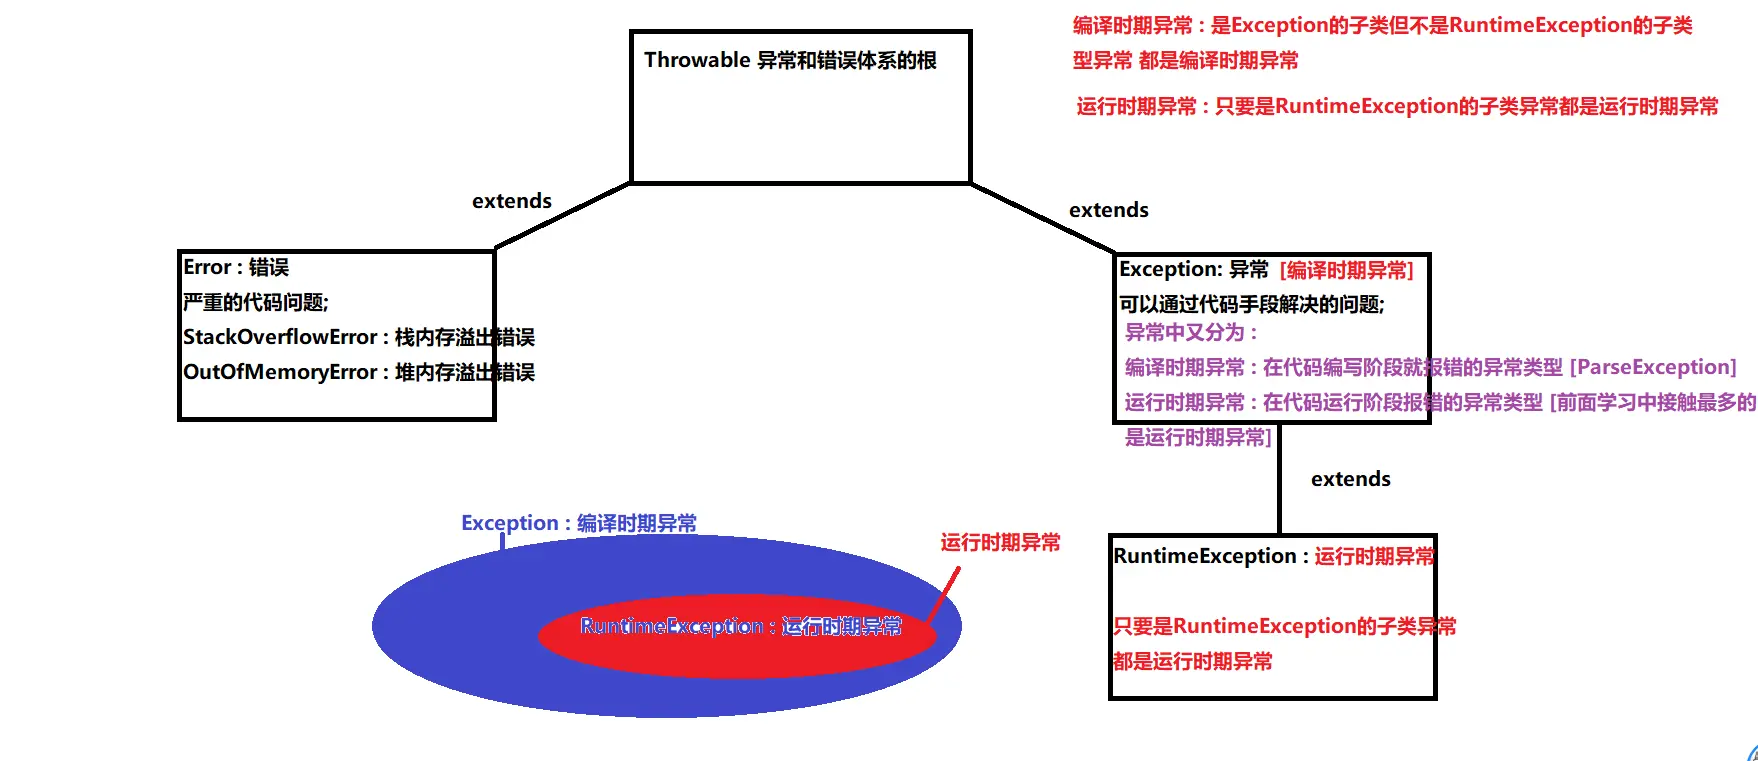 编译时期异常 : 是Exception的子类但不是RuntimeException的子类
型异常 都是编译时期异常
运行时期异常 : 只要是RuntimeException的子类异常都是运行时期异常
Throwable 异常和错误体系的根
extends
extends
Error : 错误
严重的代码问题;
StackOverflowError : 栈内存溢出错误
OutOfMemoryError : 堆内存溢出错误
Exception: 异常 [编译时期异常]
可以通过代码手段解决的问题;
异常中又分为 :
编译时期异常 : 在代码编写阶段就报错的异常类型 [ParseException]
运行时期异常 : 在代码运行阶段报错的异常类型 [前面学习中接触最多的
是运行时期异常]
extends
Exception : 编译时期异常
运行时期异常
RuntimeException : 运行时期异常
RuntimeException : 运行时期异常
只要是RuntimeException的子类异常
都是运行时期异常